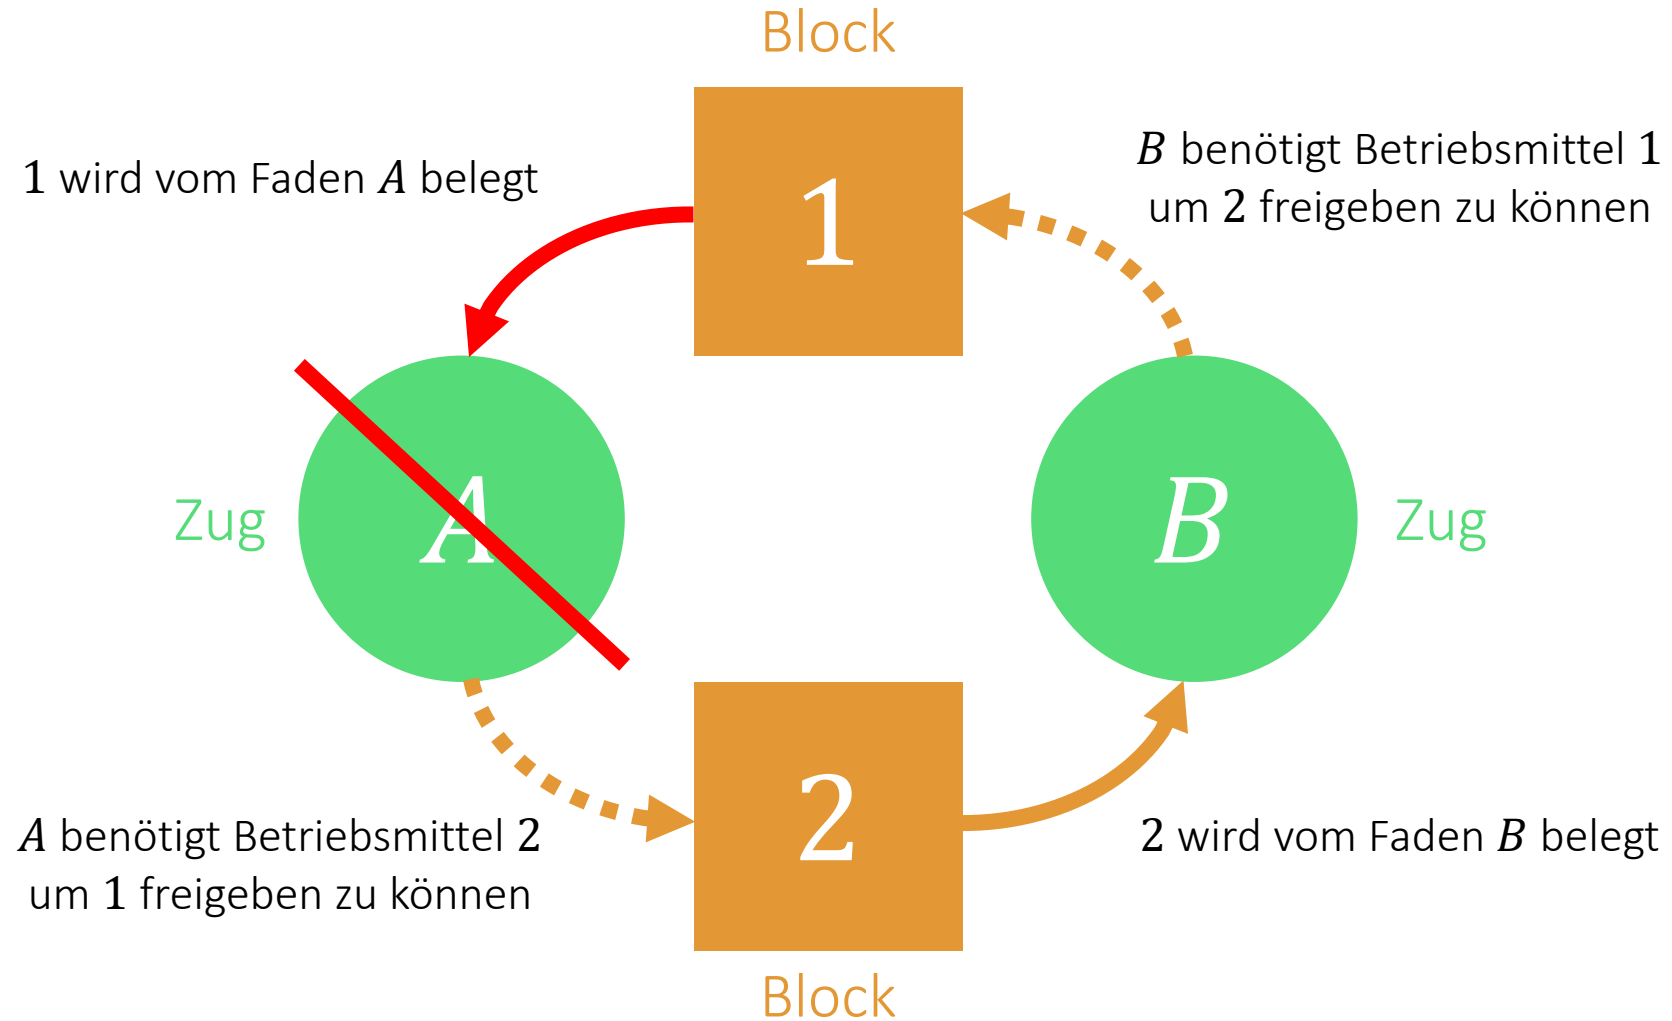 Block
1 wird vom Faden A belegt
1
B benötigt Betriebsmittel 1
um 2 freigeben zu können
Zug
A
B
Zug
A benötigt Betriebsmittel 2
um 1 freigeben zu können
2
2 wird vom Faden B belegt
Block